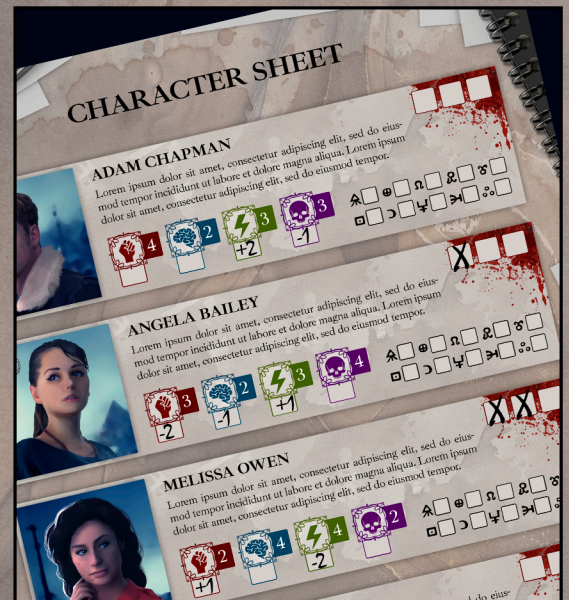 CHARACTER SHEET
ADAM CHAPMAN
Lorem ipsum dolor sit amet, consectetur adipiscing elit, sed do eius-
mod tempor incididunt ut labore et dolore magna aliqua. Lorem ipsum
dolor sit amet, consectetur adipiscing elit, sed do eiusmod tempor.
4 2 3 3
+2 -1
X
ANGELA BAILEY
Lorem ipsum dolor sit amet, consectetur adipiscing elit, sed do eius-
mod tempor incididunt ut labore et dolore magna aliqua. Lorem ipsum
dolor sit amet, consectetur adipiscing elit, sed do eiusmod tempor.
3 2 3 4
-2 -1 +1
X X
MELISSA OWEN
Lorem ipsum dolor sit amet, consectetur adipiscing elit, sed do eius-
mod tempor incididunt ut labore et dolore magna aliqua. Lorem ipsum
dolor sit amet, consectetur adipiscing elit, sed do eiusmod tempor.
2 4 4 2
+1 -2
sed do eius-